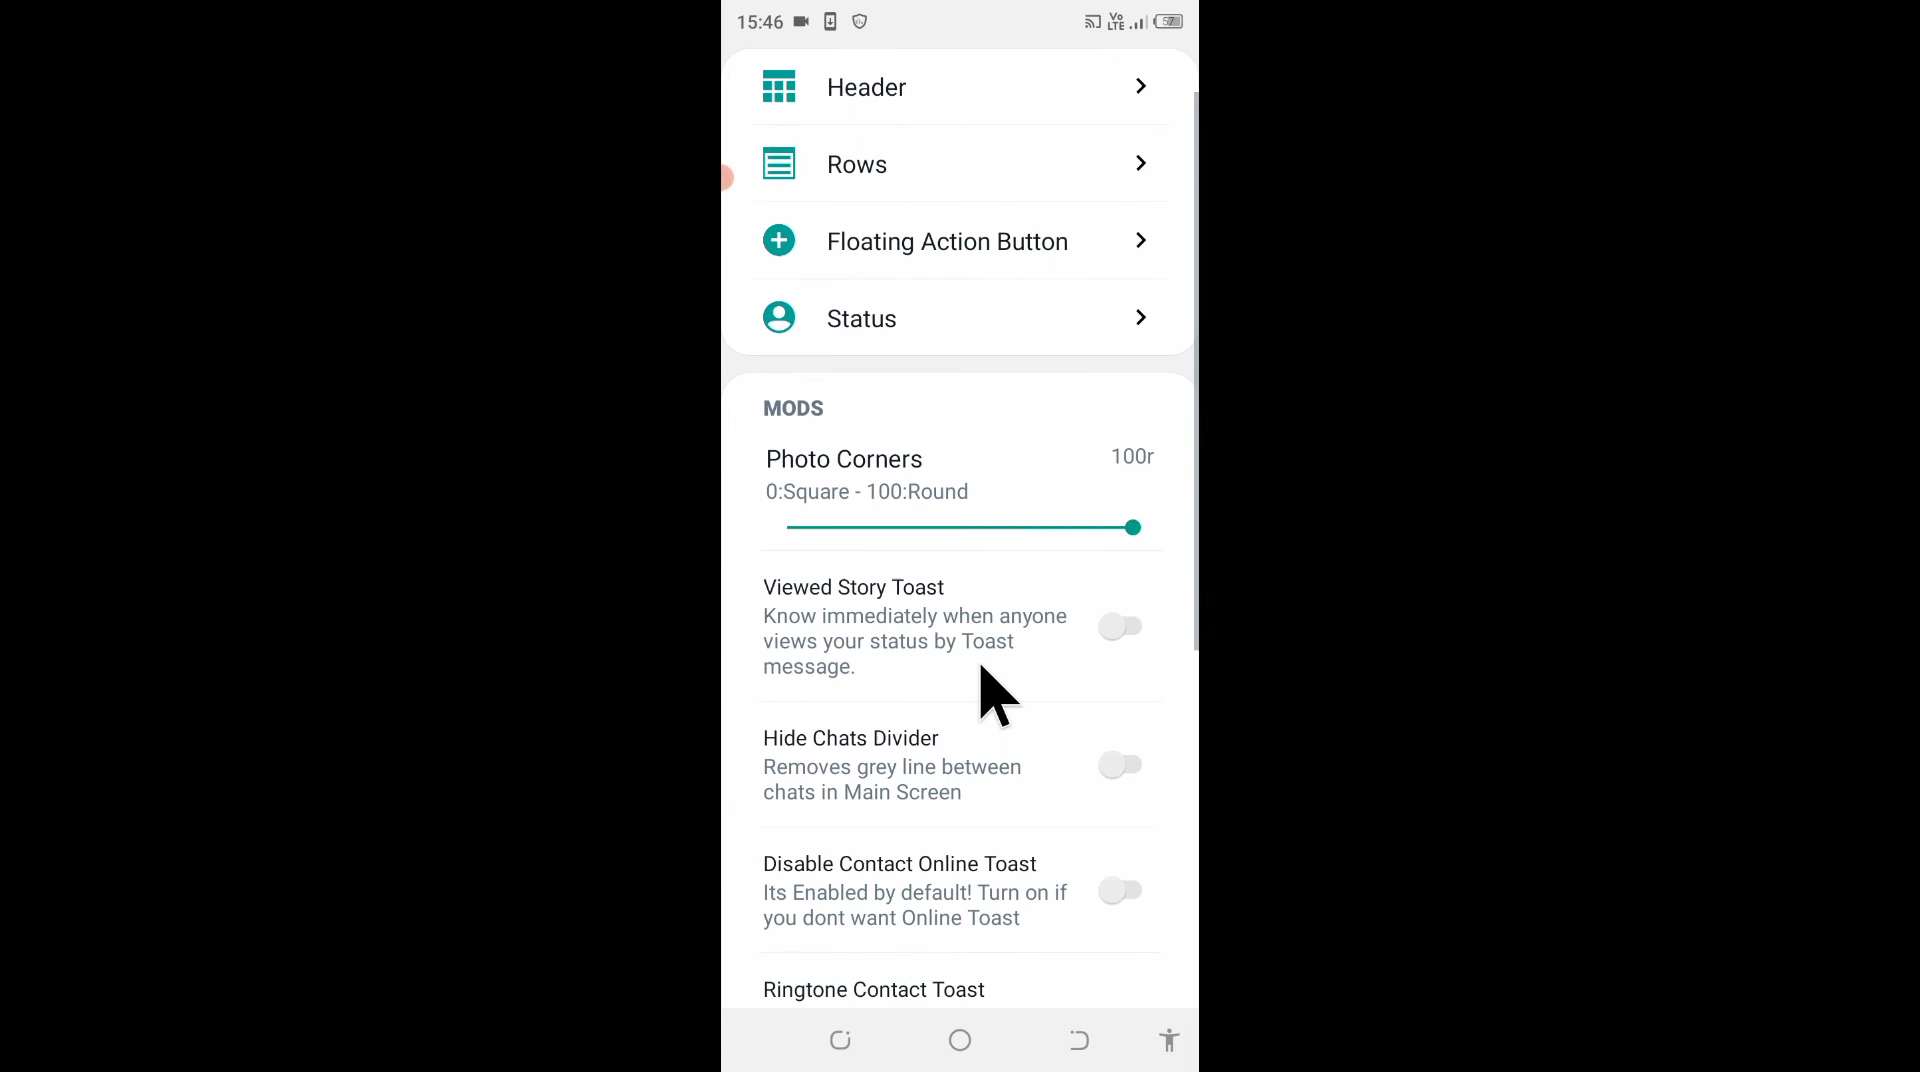 15:46
Vo
LTE
57
Header
Rows
Floating Action Button
Status
MODS
Photo Corners
100r
0:Square - 100:Round
Viewed Story Toast
Know immediately when anyone
views your status by Toast
message.
Hide Chats Divider
Removes grey line between
chats in Main Screen
Disable Contact Online Toast
Its Enabled by default! Turn on if
you dont want Online Toast
Ringtone Contact Toast